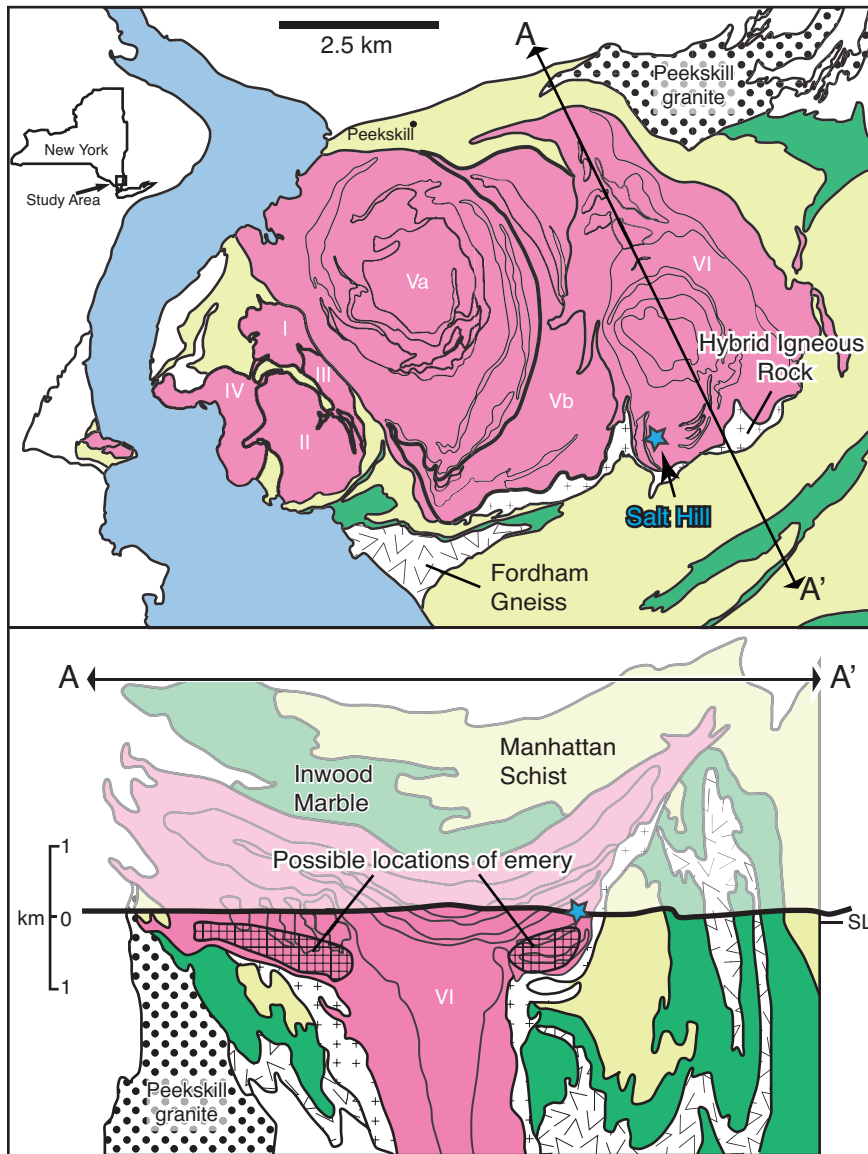 2.5 km
A
Peekskill
granite
New York
Study Area
Peekskill
Va
VI
Hybrid Igneous
Rock
I
III
IV
II
Vb
Salt Hill
Fordham
Gneiss
A'
A
A'
Manhattan
Schist
Inwood
Marble
Possible locations of emery
1
km 0
SL
1
VI
Peekskill
granite